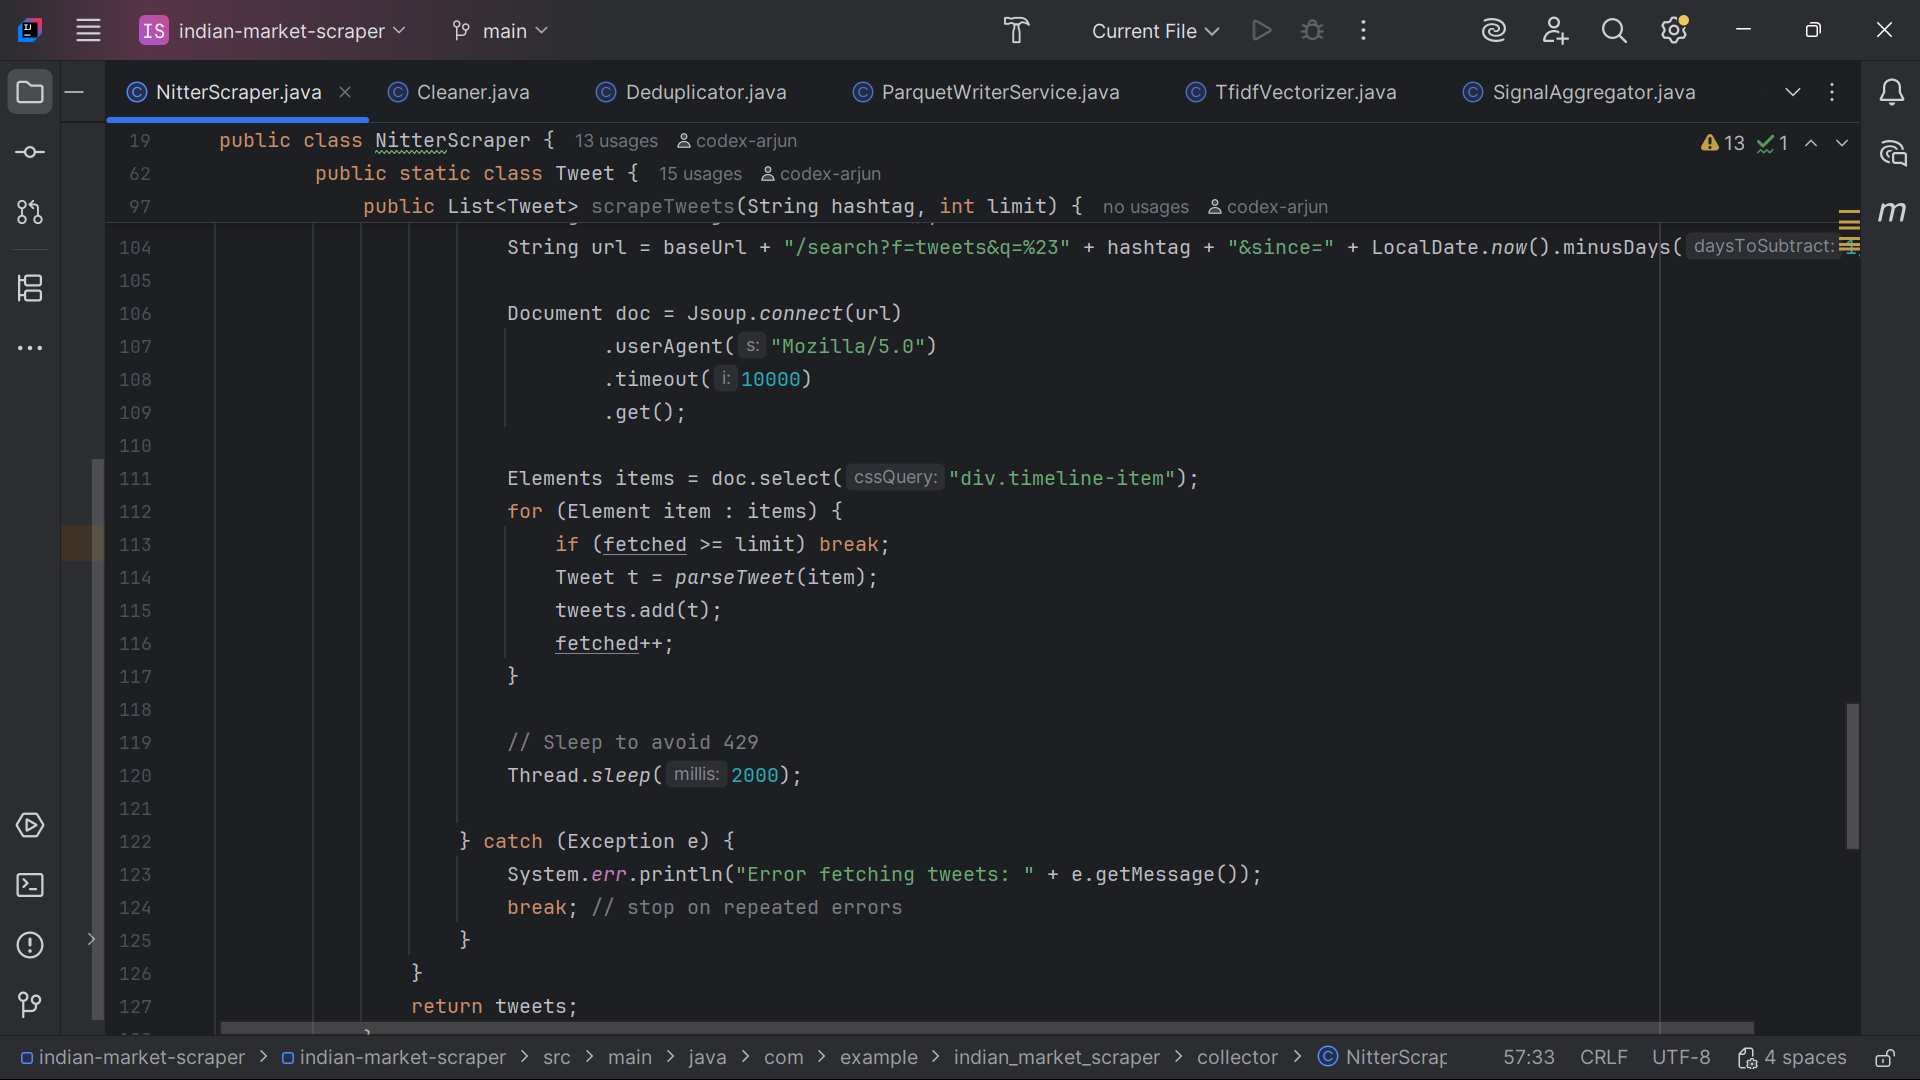 IS indian-market-scraper main Current File
NitterScraper.java Cleaner.java Deduplicator.java ParquetWriterService.java TfidfVectorizer.java SignalAggregator.java
19 public class NitterScraper { 13 usages codex-arjun 13 1
62 public static class Tweet { 15 usages codex-arjun
97 public List<Tweet> scrapeTweets(String hashtag, int limit) { no usages codex-arjun
104 String url = baseUrl + "/search?f=tweets&q=%23" + hashtag + "&since=" + LocalDate.now().minusDays( daysToSubtract: 1
105
106 Document doc = Jsoup.connect(url)
107 .userAgent( s: "Mozilla/5.0")
108 .timeout( i: 10000)
109 .get();
110
111 Elements items = doc.select( cssQuery: "div.timeline-item");
112 for (Element item : items) {
113 if (fetched >= limit) break;
114 Tweet t = parseTweet(item);
115 tweets.add(t);
116 fetched++;
117 }
118
119 // Sleep to avoid 429
120 Thread.sleep( millis: 2000);
121
122 } catch (Exception e) {
123 System.err.println("Error fetching tweets: " + e.getMessage());
124 break; // stop on repeated errors
125 }
126 }
127 return tweets;
indian-market-scraper > indian-market-scraper > src > main > java > com > example > indian_market_scraper > collector > NitterScrap 57:33 CRLF UTF-8 4 spaces